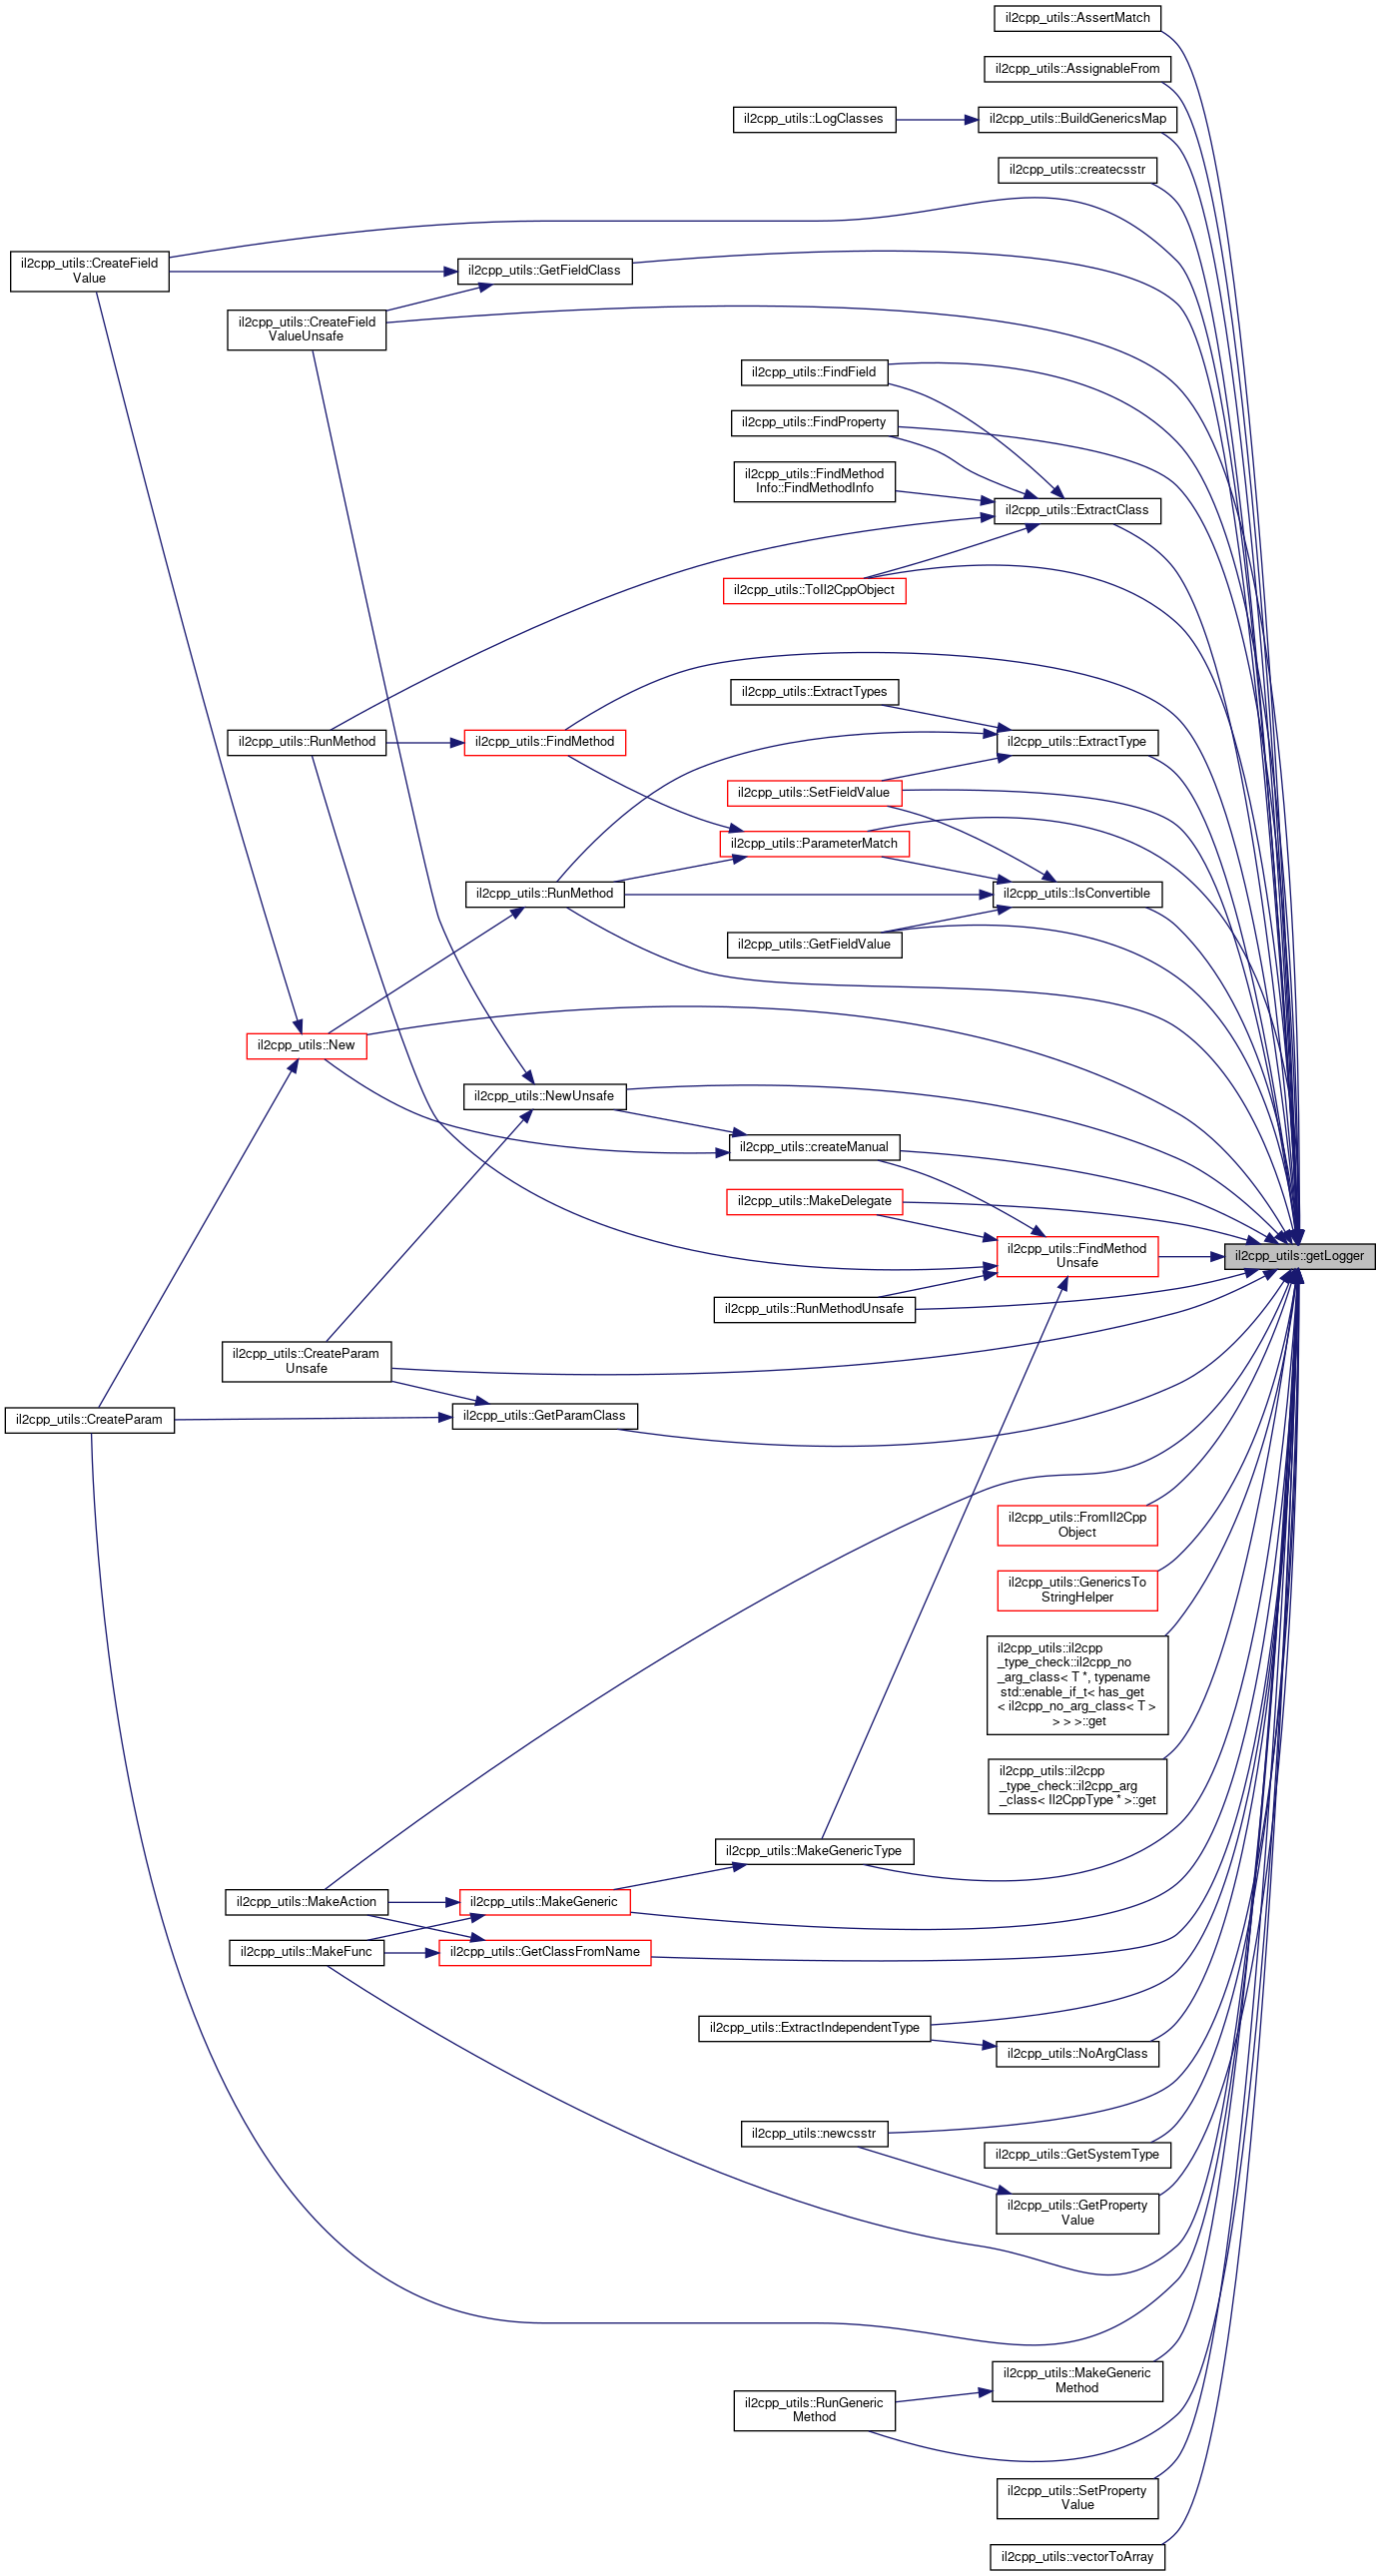 il2cpp_utils::AssertMatch
il2cpp_utils::AssignableFrom
il2cpp_utils::LogClasses
il2cpp_utils::BuildGenericsMap
il2cpp_utils::createcsstr
il2cpp_utils::CreateField
Value
il2cpp_utils::GetFieldClass
il2cpp_utils::CreateField
ValueUnsafe
il2cpp_utils::FindField
il2cpp_utils::FindProperty
il2cpp_utils::FindMethod
Info::FindMethodInfo
il2cpp_utils::ExtractClass
il2cpp_utils::ToIl2CppObject
il2cpp_utils::ExtractTypes
il2cpp_utils::RunMethod
il2cpp_utils::FindMethod
il2cpp_utils::ExtractType
il2cpp_utils::SetFieldValue
il2cpp_utils::ParameterMatch
il2cpp_utils::RunMethod
il2cpp_utils::IsConvertible
il2cpp_utils::GetFieldValue
il2cpp_utils::New
il2cpp_utils::NewUnsafe
il2cpp_utils::createManual
il2cpp_utils::MakeDelegate
il2cpp_utils::FindMethod
Unsafe
il2cpp_utils::getLogger
il2cpp_utils::RunMethodUnsafe
il2cpp_utils::CreateParam
Unsafe
il2cpp_utils::CreateParam
il2cpp_utils::GetParamClass
il2cpp_utils::FromIl2Cpp
Object
il2cpp_utils::GenericsTo
StringHelper
il2cpp_utils::il2cpp
_type_check::il2cpp_no
_arg_class< T *, typename
std::enable_if_t< has_get
< il2cpp_no_arg_class< T >
> > >::get
il2cpp_utils::il2cpp
_type_check::il2cpp_arg
_class< Il2CppType * >::get
il2cpp_utils::MakeGenericType
il2cpp_utils::MakeAction
il2cpp_utils::MakeGeneric
il2cpp_utils::MakeFunc
il2cpp_utils::GetClassFromName
il2cpp_utils::ExtractIndependentType
il2cpp_utils::NoArgClass
il2cpp_utils::newcsstr
il2cpp_utils::GetSystemType
il2cpp_utils::GetProperty
Value
il2cpp_utils::MakeGeneric
Method
il2cpp_utils::RunGeneric
Method
il2cpp_utils::SetProperty
Value
il2cpp_utils::vectorToArray